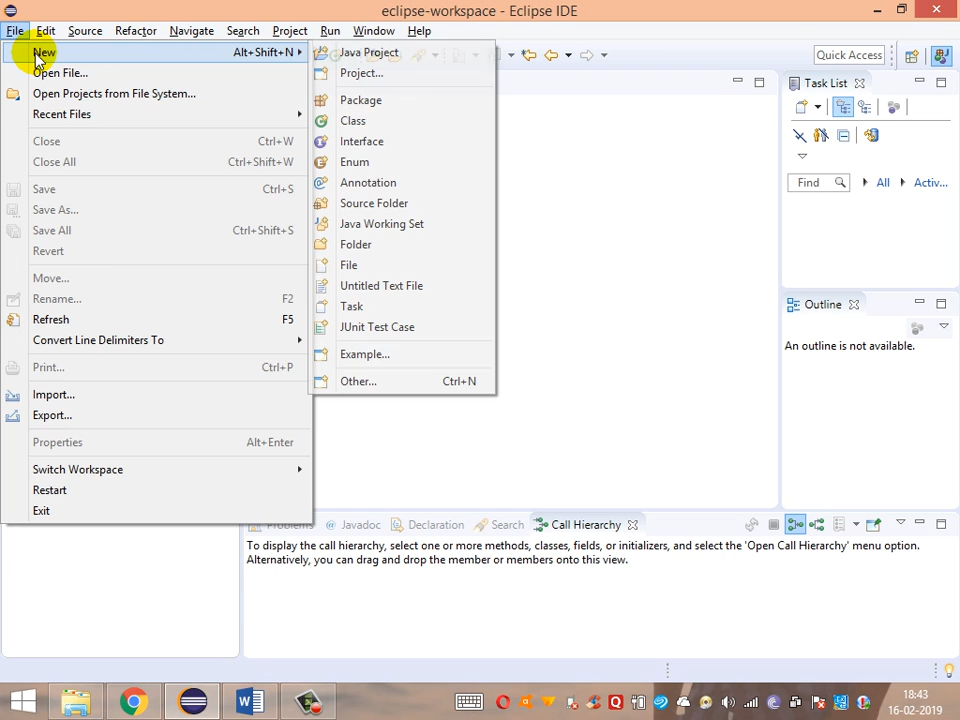 eclipse-workspace - Eclipse IDE
File Edit Source Refactor Navigate Search Project Run Window Help
New Alt+Shift+N
Open File...
Open Projects from File System...
Recent Files
Close Ctrl+W
Close All Ctrl+Shift+W
Save Ctrl+S
Save As...
Save All Ctrl+Shift+S
Revert
Move...
Rename... F2
Refresh F5
Convert Line Delimiters To
Print... Ctrl+P
Import...
Export...
Properties Alt+Enter
Switch Workspace
Restart
Exit
Java Project
Project...
Package
Class
Interface
Enum
Annotation
Source Folder
Java Working Set
Folder
File
Untitled Text File
Task
JUnit Test Case
Example...
Other... Ctrl+N
Quick Access
Task List
Find All Activ...
Outline
An outline is not available.
Problems @ Javadoc Declaration Search Call Hierarchy
To display the call hierarchy, select one or more methods, classes, fields, or initializers, and select the 'Open Call Hierarchy' menu option.
Alternatively, you can drag and drop the member or members onto this view.
18:43
16-02-2019